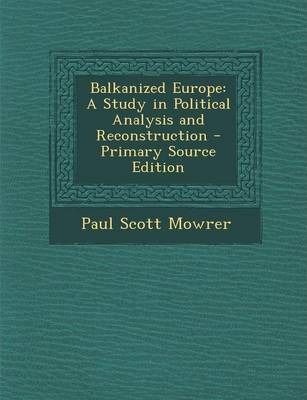 Balkanized Europe:
A Study in Political
Analysis and
Reconstruction -
Primary Source
Edition
Paul Scott Mowrer